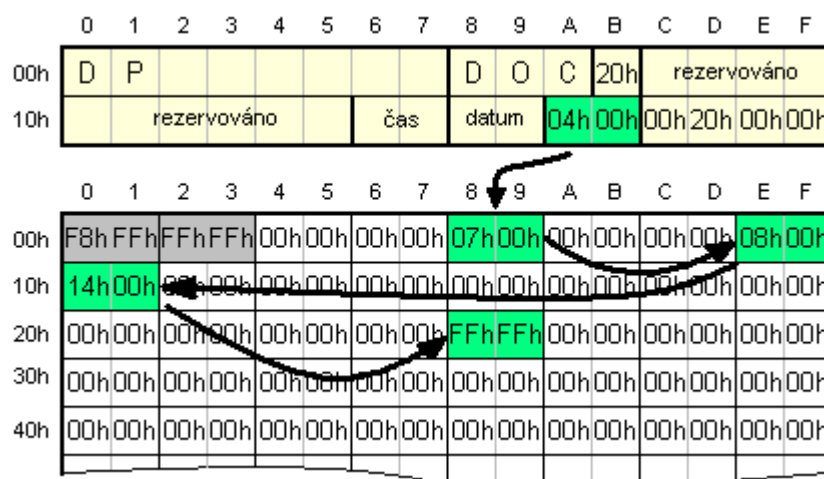 0 1 2 3 4 5 6 7 8 9 A B C D E F
00h D P D O C 20h rezervováno
10h rezervováno čas datum 04h 00h 00h 20h 00h 00h
0 1 2 3 4 5 6 7 8 9 A B C D E F
00h F8h FFh FFh FFh 00h 00h 00h 00h 07h 00h 00h 00h 00h 00h 08h 00h
10h 14h 00h 00h 00h 00h 00h 00h 00h 00h 00h 00h 00h 00h 00h 00h 00h
20h 00h 00h 00h 00h 00h 00h 00h 00h FFh FFh 00h 00h 00h 00h 00h 00h
30h 00h 00h 00h 00h 00h 00h 00h 00h 00h 00h 00h 00h 00h 00h 00h 00h
40h 00h 00h 00h 00h 00h 00h 00h 00h 00h 00h 00h 00h 00h 00h 00h 00h